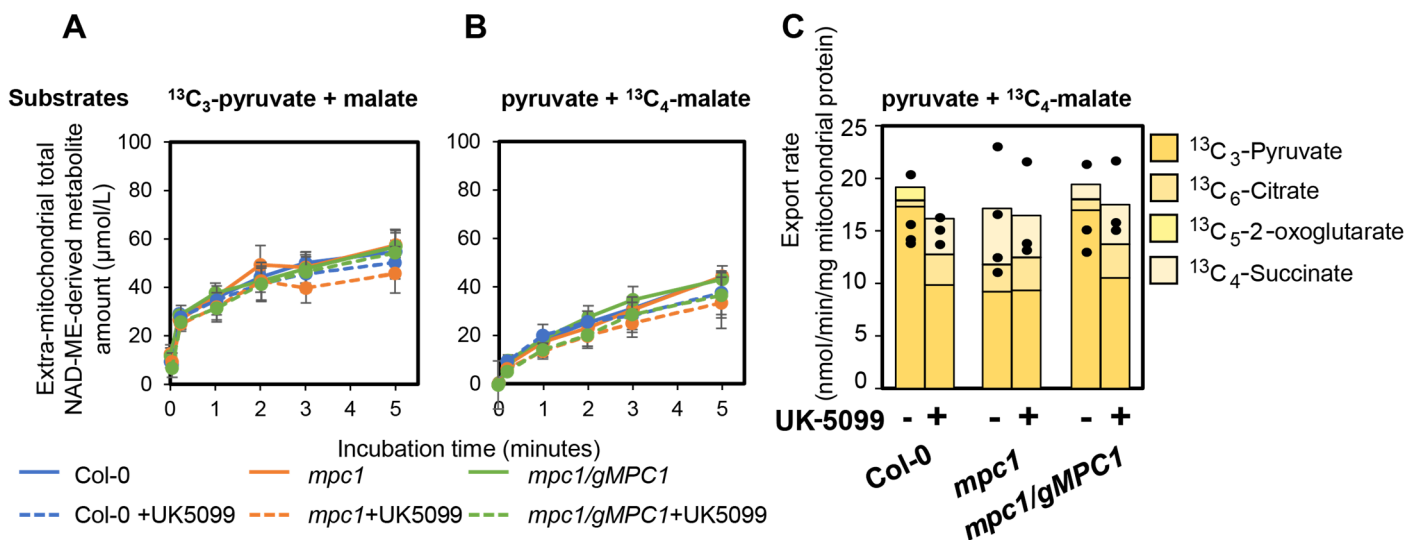 A
B
C
Substrates
¹³C₃-pyruvate + malate
pyruvate + ¹³C₄-malate
pyruvate + ¹³C₄-malate
Extra-mitochondrial total
NAD-ME-derived metabolite
amount (µmol/L)
100
80
60
40
20
0
0
1
2
3
4
5
100
80
60
40
20
0
0
1
2
3
4
5
Incubation time (minutes)
Export rate
(nmol/min/mg mitochondrial protein)
25
20
15
10
5
0
¹³C₃-Pyruvate
¹³C₆-Citrate
¹³C₅-2-oxoglutarate
¹³C₄-Succinate
UK-5099
- +
- +
- +
Col-0
mpc1
mpc1/gMPC1
Col-0
mpc1
mpc1/gMPC1
Col-0 +UK5099
mpc1+UK5099
mpc1/gMPC1+UK5099